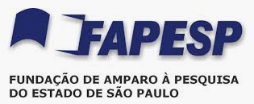 FAPESP
FUNDAÇÃO DE AMPARO À PESQUISA
DO ESTADO DE SÃO PAULO